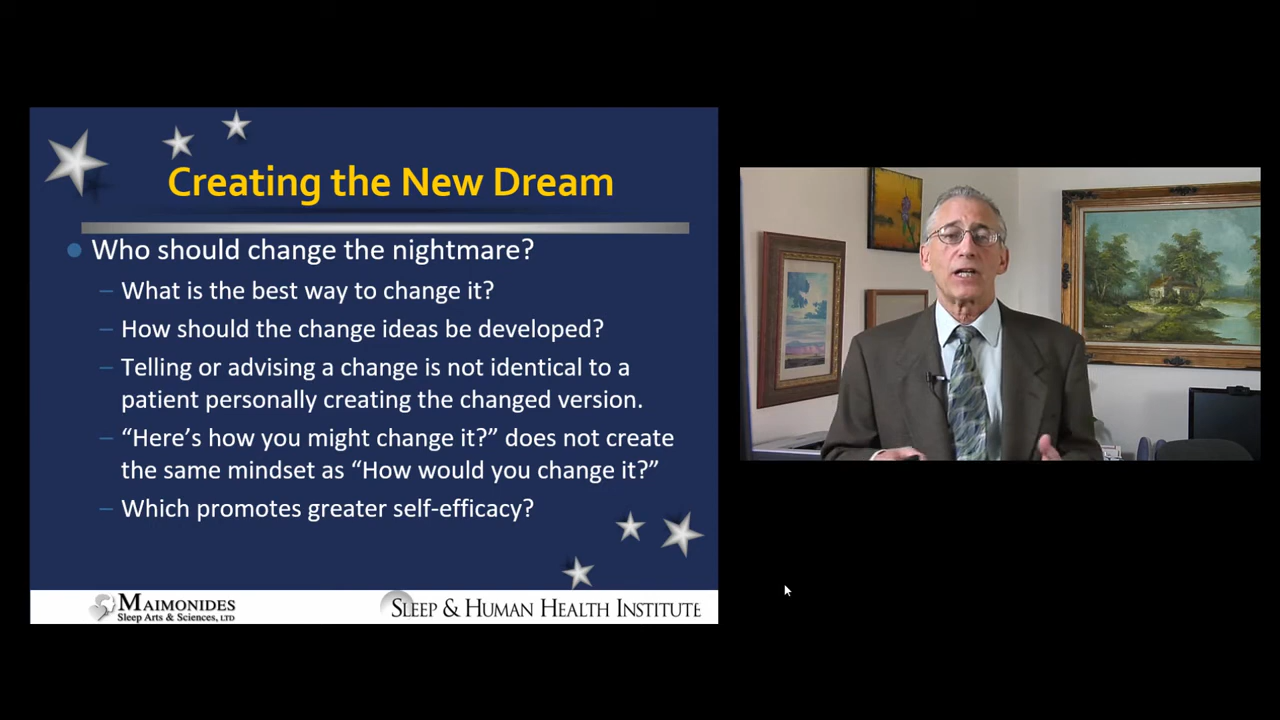 Creating the New Dream
Who should change the nightmare?
– What is the best way to change it?
– How should the change ideas be developed?
– Telling or advising a change is not identical to a
patient personally creating the changed version.
– “Here’s how you might change it?” does not create
the same mindset as “How would you change it?”
– Which promotes greater self-efficacy?
MAIMONIDES
Sleep Arts & Sciences, LTD
SLEEP & HUMAN HEALTH INSTITUTE